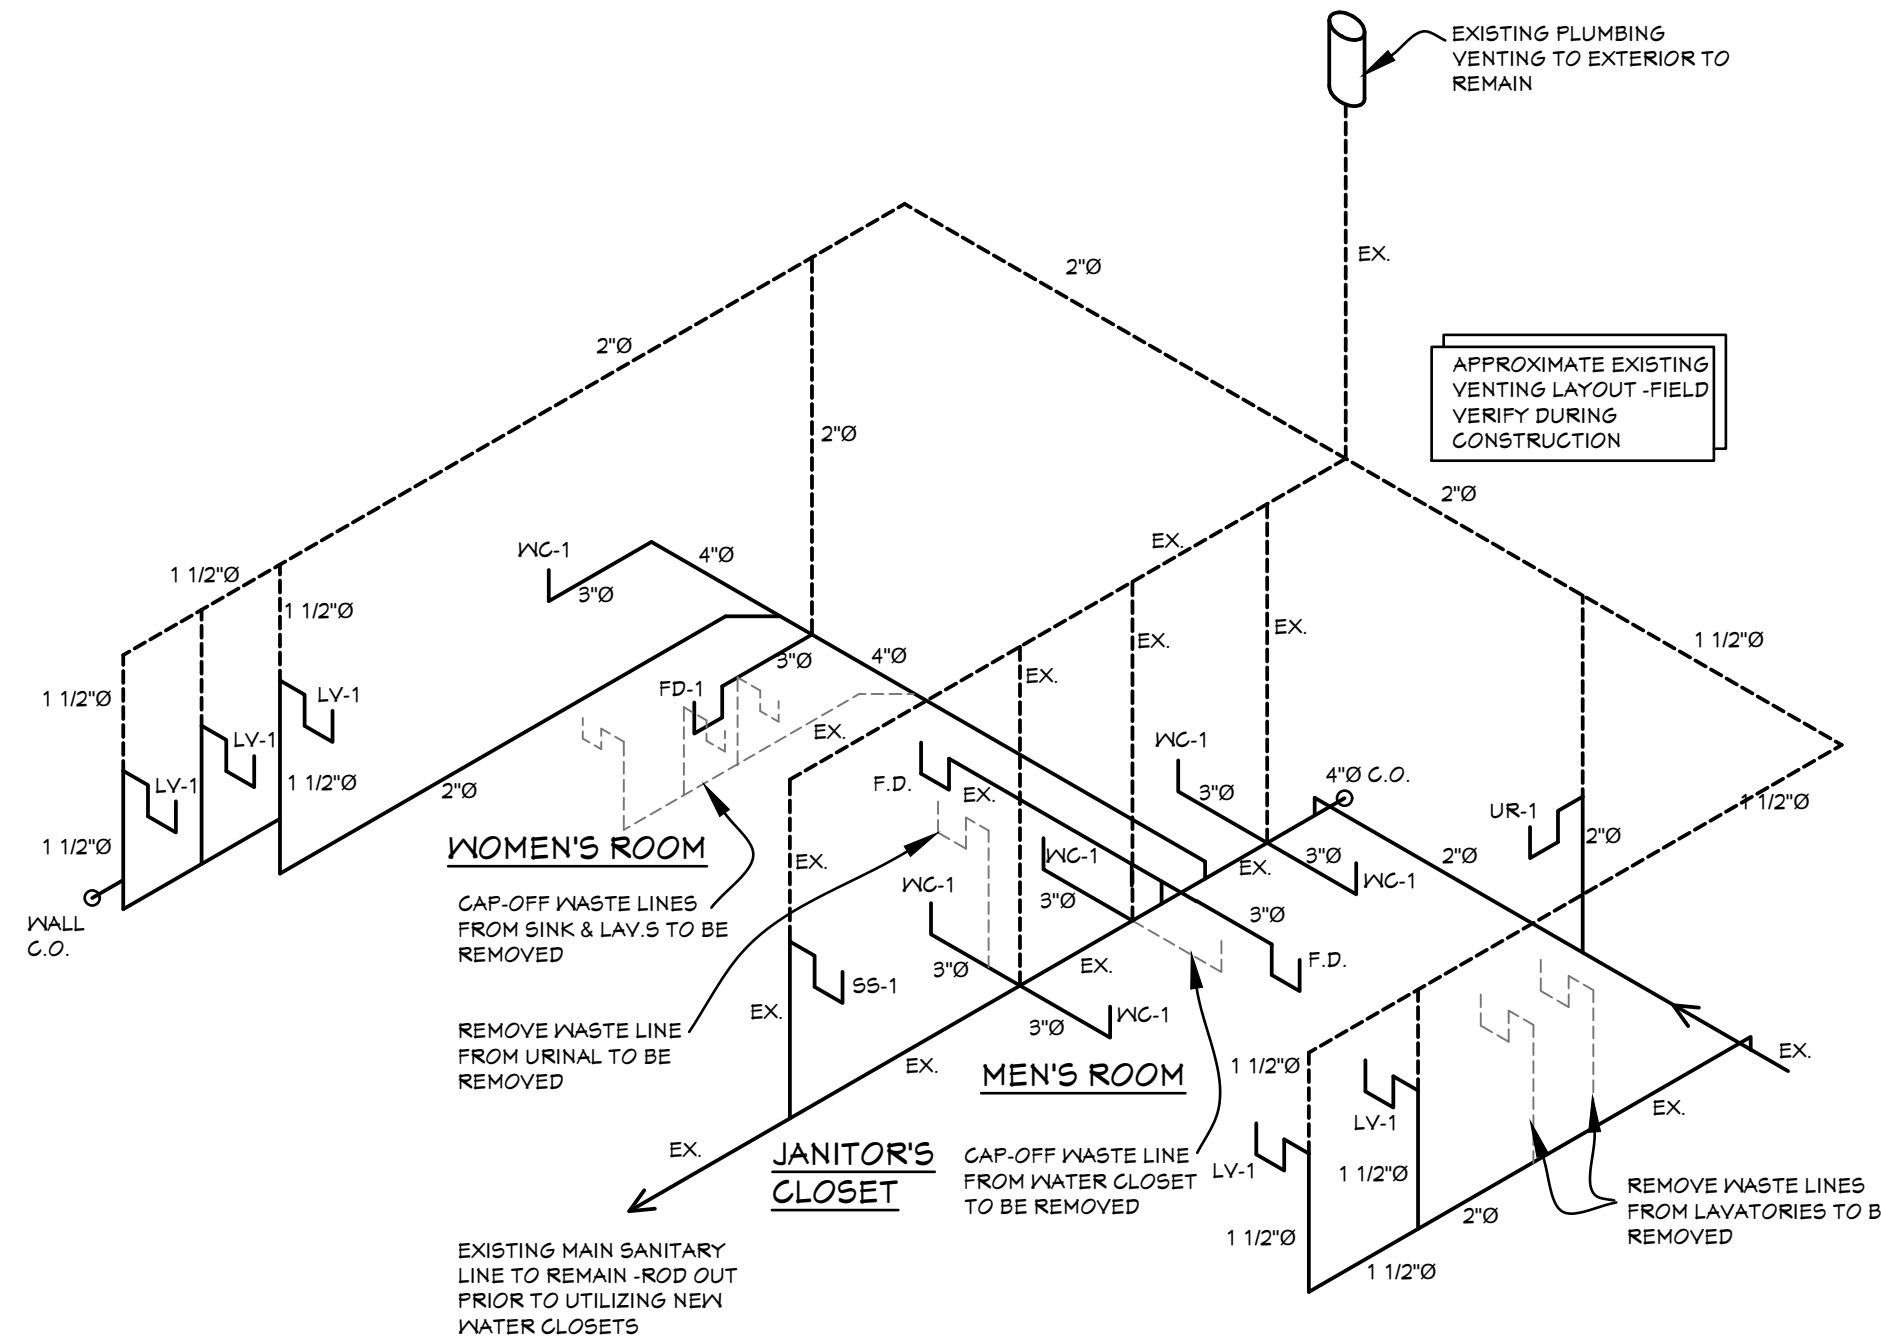 EXISTING PLUMBING
VENTING TO EXTERIOR TO
REMAIN
EX.
2"Ø
2"Ø
APPROXIMATE EXISTING
VENTING LAYOUT -FIELD
VERIFY DURING
CONSTRUCTION
2"Ø
2"Ø
EX.
WC-1
4"Ø
3"Ø
1 1/2"Ø
1 1/2"Ø
EX.
EX.
1 1/2"Ø
4"Ø
3"Ø
EX.
FD-1
LV-1
1 1/2"Ø
EX.
LV-1
WC-1
F.D.
EX.
3"Ø
4"Ø C.O.
LV-1
1 1/2"Ø
2"Ø
1 1/2"Ø
UR-1
2"Ø
1 1/2"Ø
WOMEN'S ROOM
EX.
WC-1
EX.
3"Ø
2"Ø
WC-1
WC-1
3"Ø
3"Ø
CAP-OFF WASTE LINES
FROM SINK & LAV.S TO BE
REMOVED
WALL
C.O.
3"Ø
EX.
F.D.
SS-1
EX.
WC-1
3"Ø
REMOVE WASTE LINE
FROM URINAL TO BE
REMOVED
EX.
MEN'S ROOM
1 1/2"Ø
EX.
EX.
LV-1
EX.
JANITOR'S
CLOSET
CAP-OFF WASTE LINE
FROM WATER CLOSET
TO BE REMOVED
LV-1
1 1/2"Ø
REMOVE WASTE LINES
FROM LAVATORIES TO B
REMOVED
2"Ø
1 1/2"Ø
1 1/2"Ø
EXISTING MAIN SANITARY
LINE TO REMAIN -ROD OUT
PRIOR TO UTILIZING NEW
WATER CLOSETS